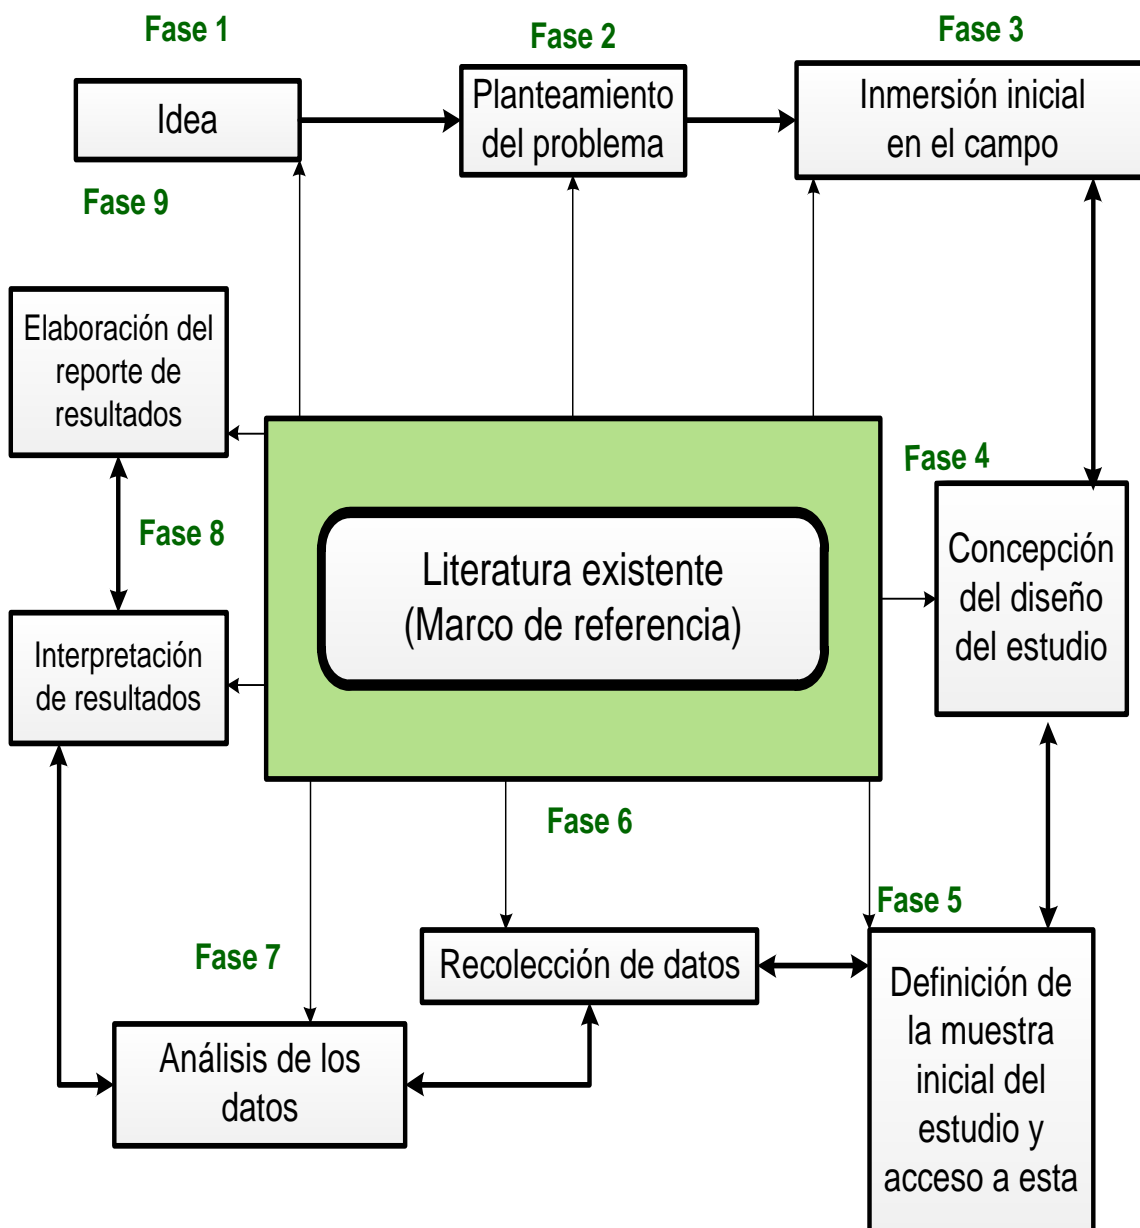 Fase 1
Idea
Fase 2
Planteamiento
del problema
Fase 3
Inmersión inicial
en el campo
Fase 4
Concepción
del diseño
del estudio
Fase 5
Definición de
la muestra
inicial del
estudio y
acceso a esta
Fase 6
Recolección de datos
Fase 7
Análisis de los
datos
Fase 8
Interpretación
de resultados
Fase 9
Elaboración del
reporte de
resultados
Literatura existente
(Marco de referencia)